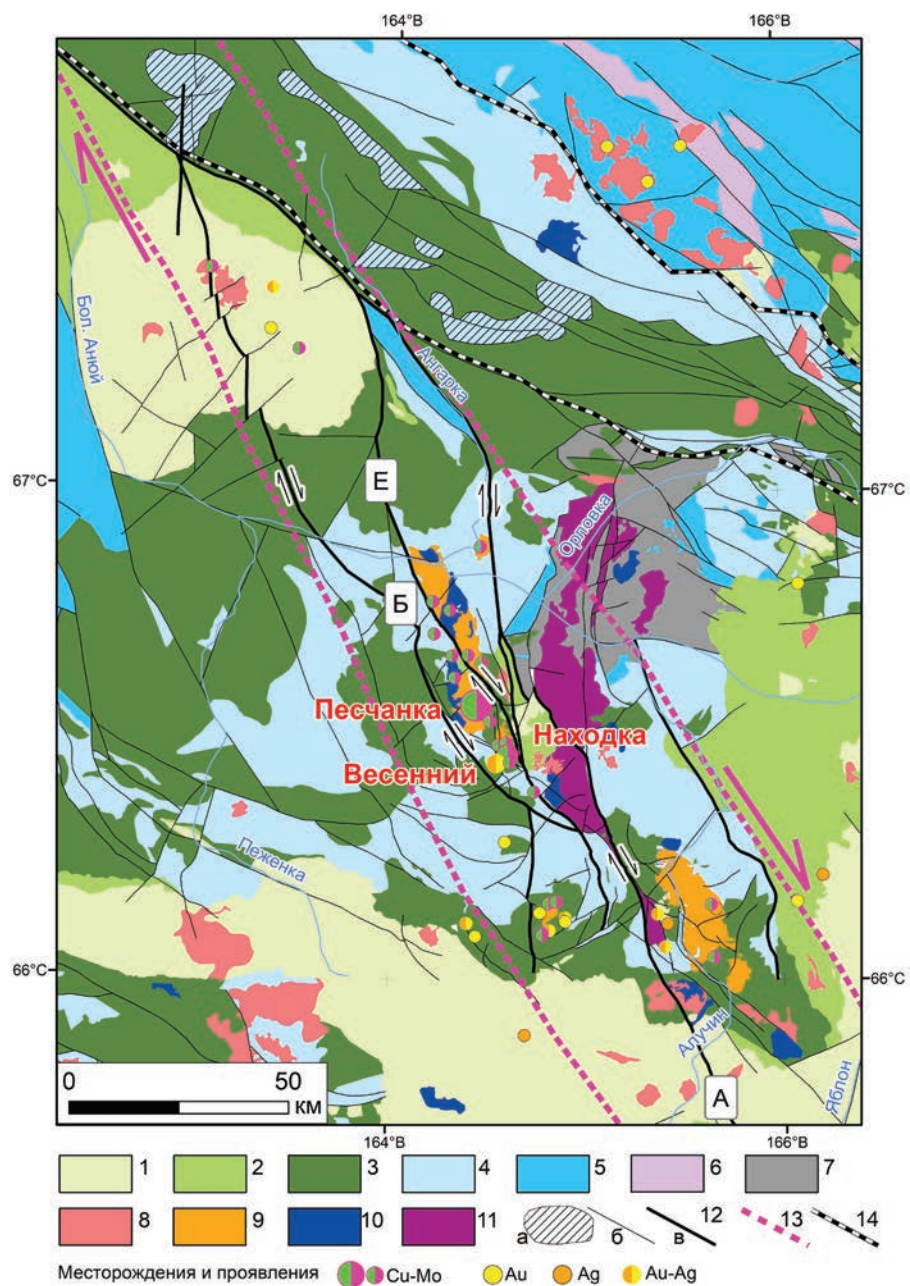 164°В 166°В
Бол. Анюй
Ангарка
67°С 67°С
Е
Орловка
Б
Песчанка
Находка
Весенний
Пеженка
66°С 66°С
Алучин
А
Яблон
0 50
км
164°В 166°В
1 2 3 4 5 6 7
8 9 10 11 а б в 12 13 14
Месторождения и проявления Cu-Mo Au Ag Au-Ag